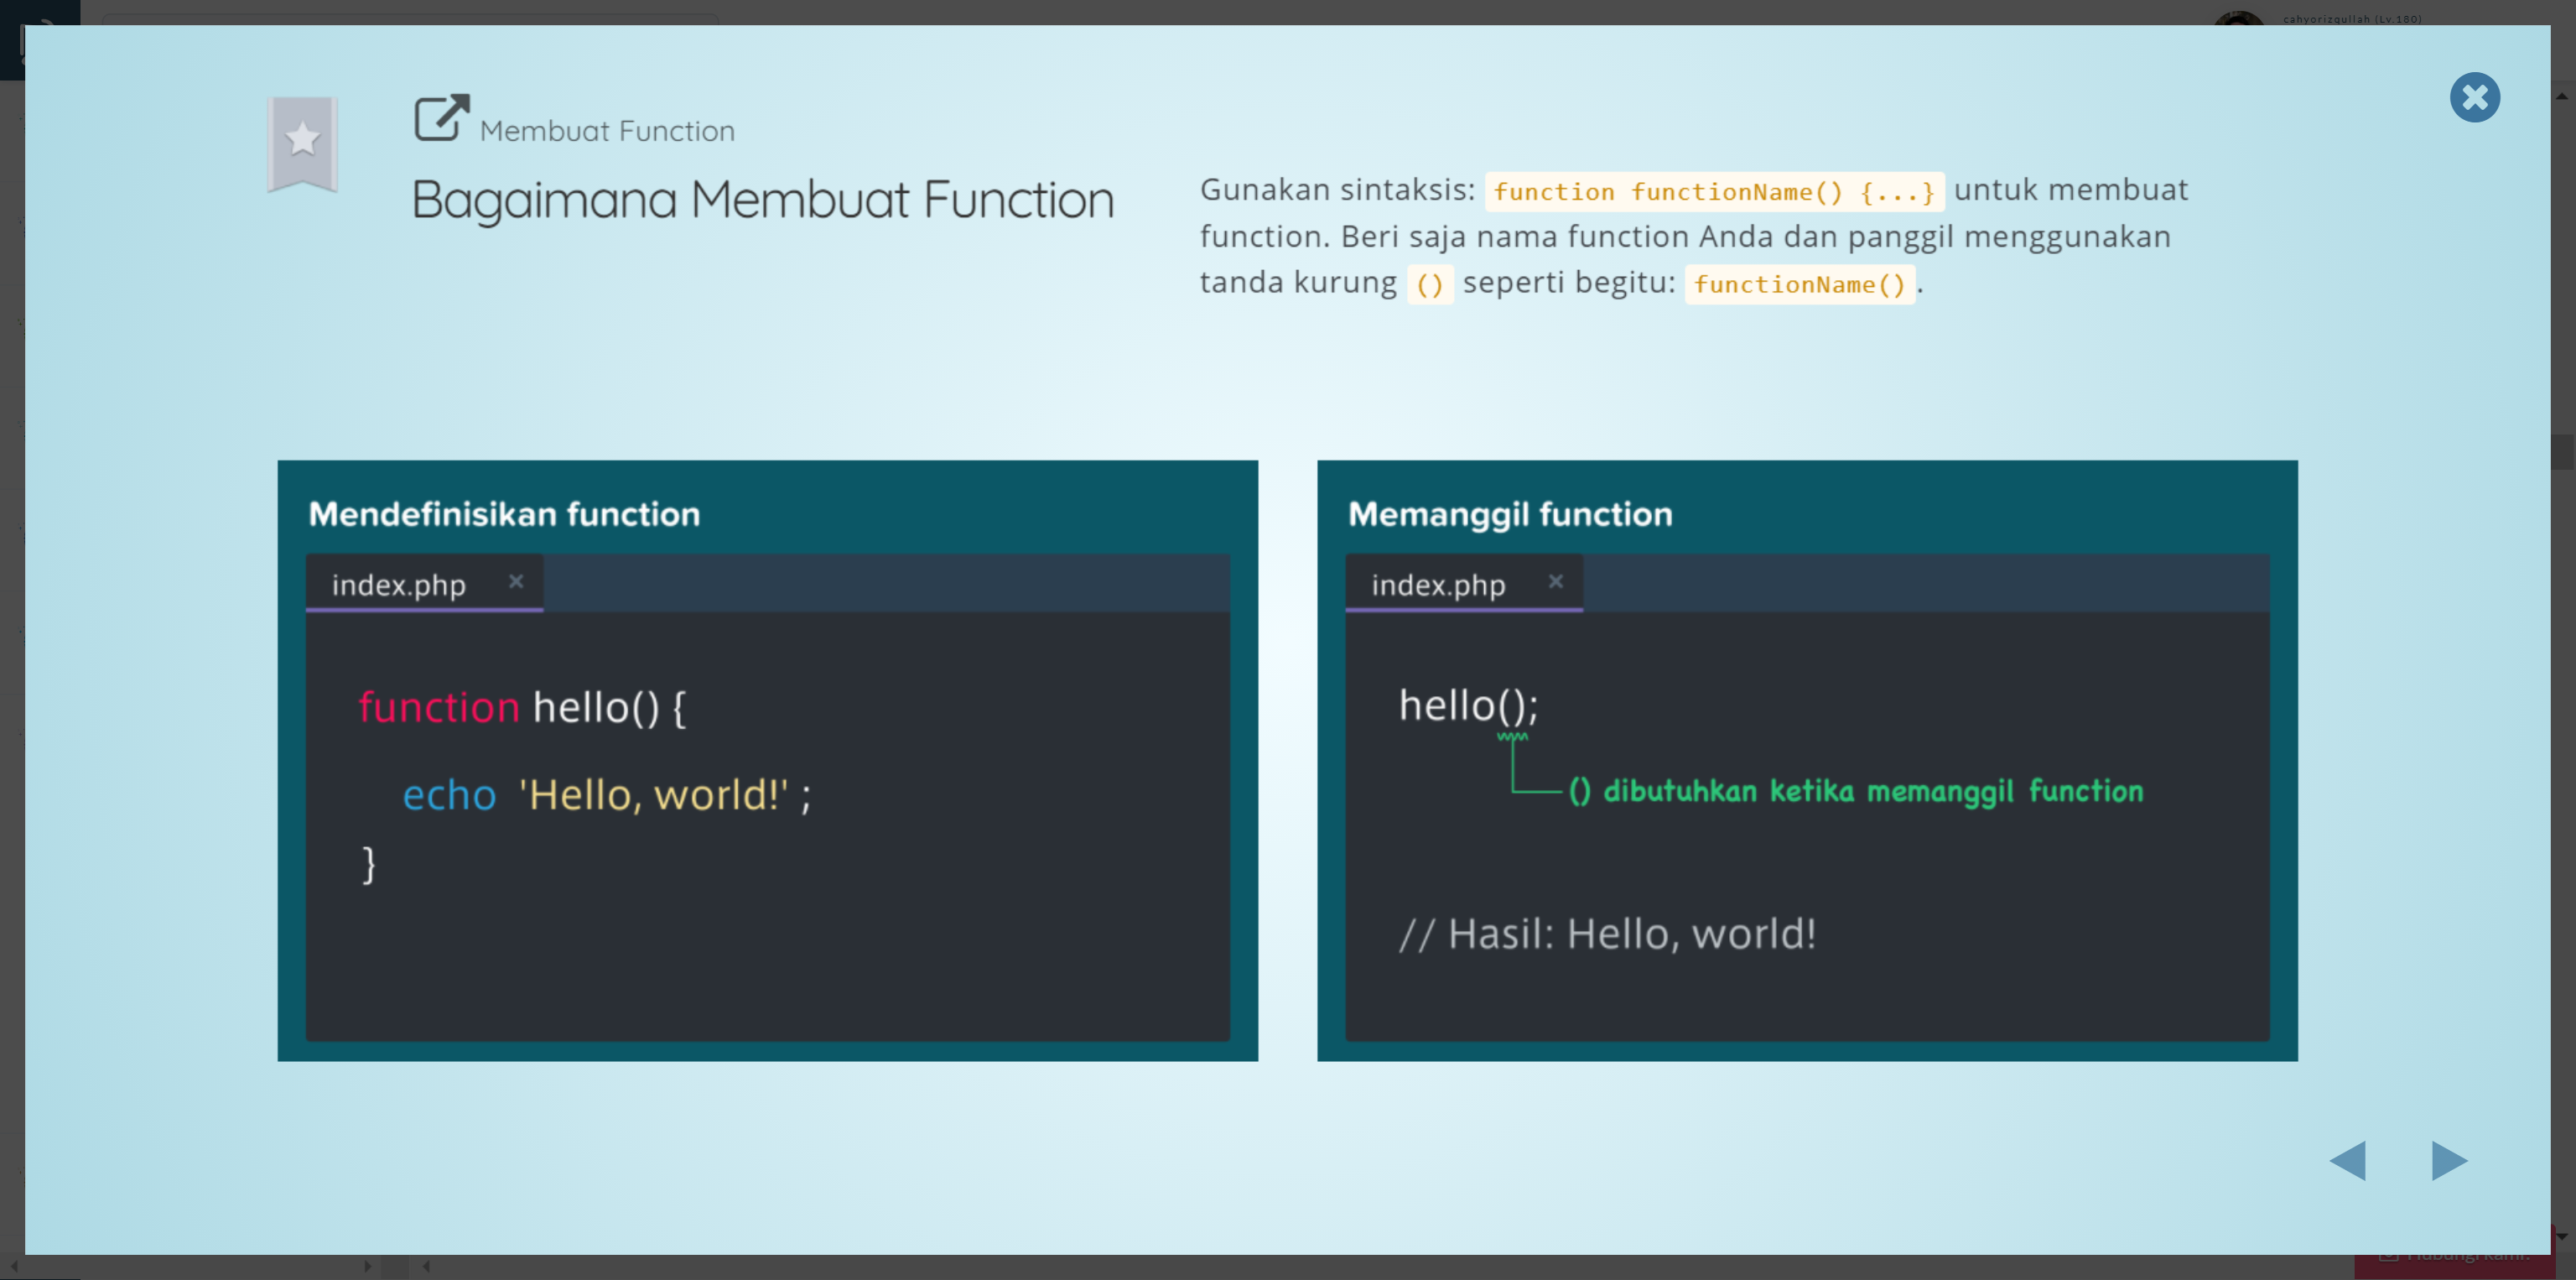 cahyorizqullah (Lv.180)
Membuat Function
Bagaimana Membuat Function
Gunakan sintaksis: function functionName() {...} untuk membuat
function. Beri saja nama function Anda dan panggil menggunakan
tanda kurung () seperti begitu: functionName().
Mendefinisikan function
index.php ×
function hello() {
echo 'Hello, world!' ;
}
Memanggil function
index.php ×
hello();
() dibutuhkan ketika memanggil function
// Hasil: Hello, world!
Hubungi kami!